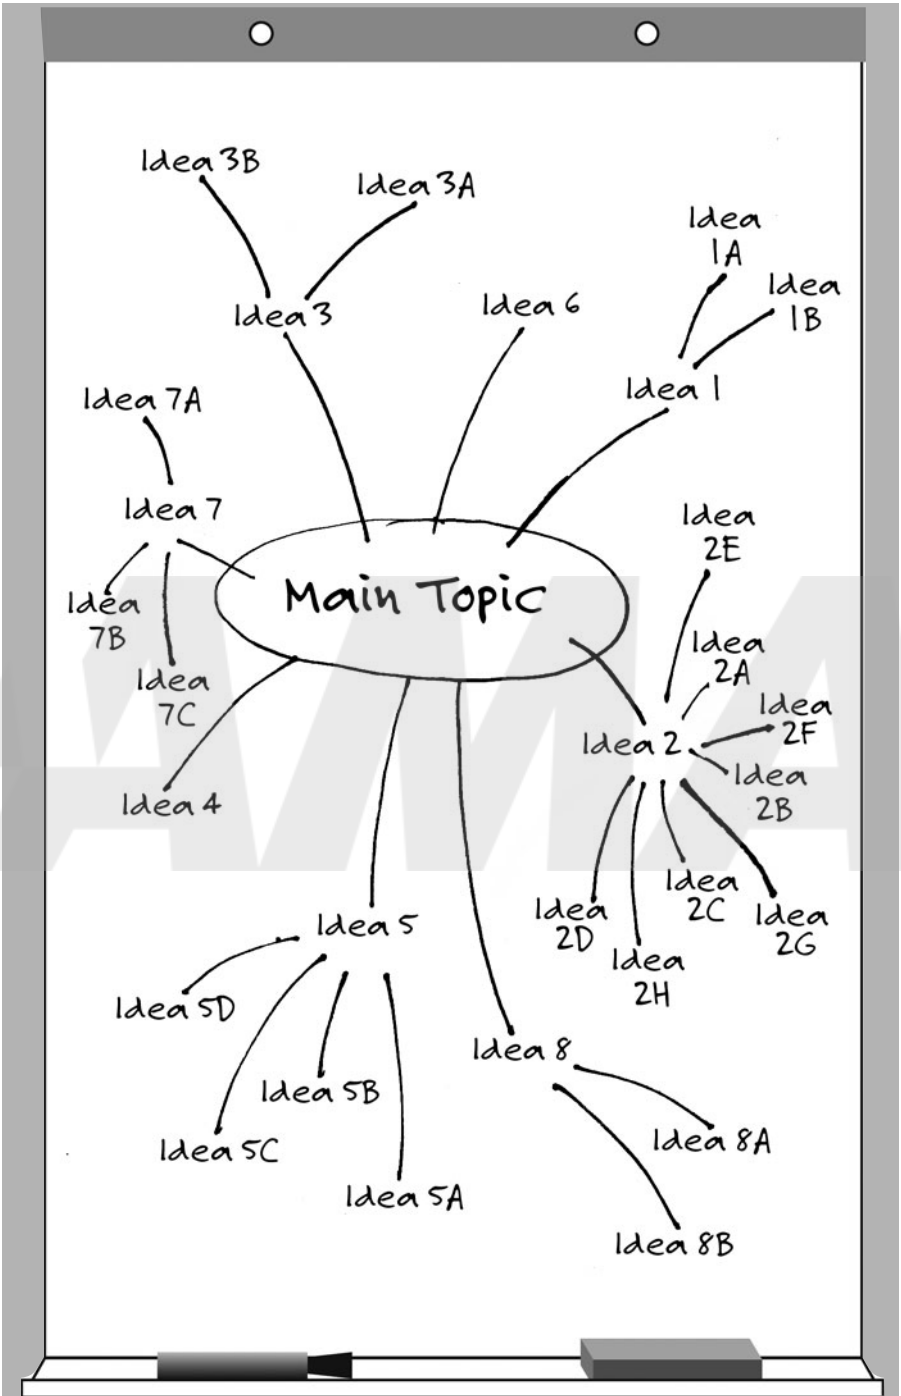 Idea 3B
Idea 3A
Idea
1A
Idea
1B
Idea 3
Idea 6
Idea 1
Idea 7A
Idea 7
Idea
7B
Idea
7C
Main Topic
Idea
2E
Idea
2A
Idea
2F
Idea 2
Idea
2B
Idea
2C
Idea
2G
Idea
2D
Idea
2H
Idea 4
Idea 5
Idea 5D
Idea 5B
Idea 5C
Idea 5A
Idea 8
Idea 8A
Idea 8B
AMA